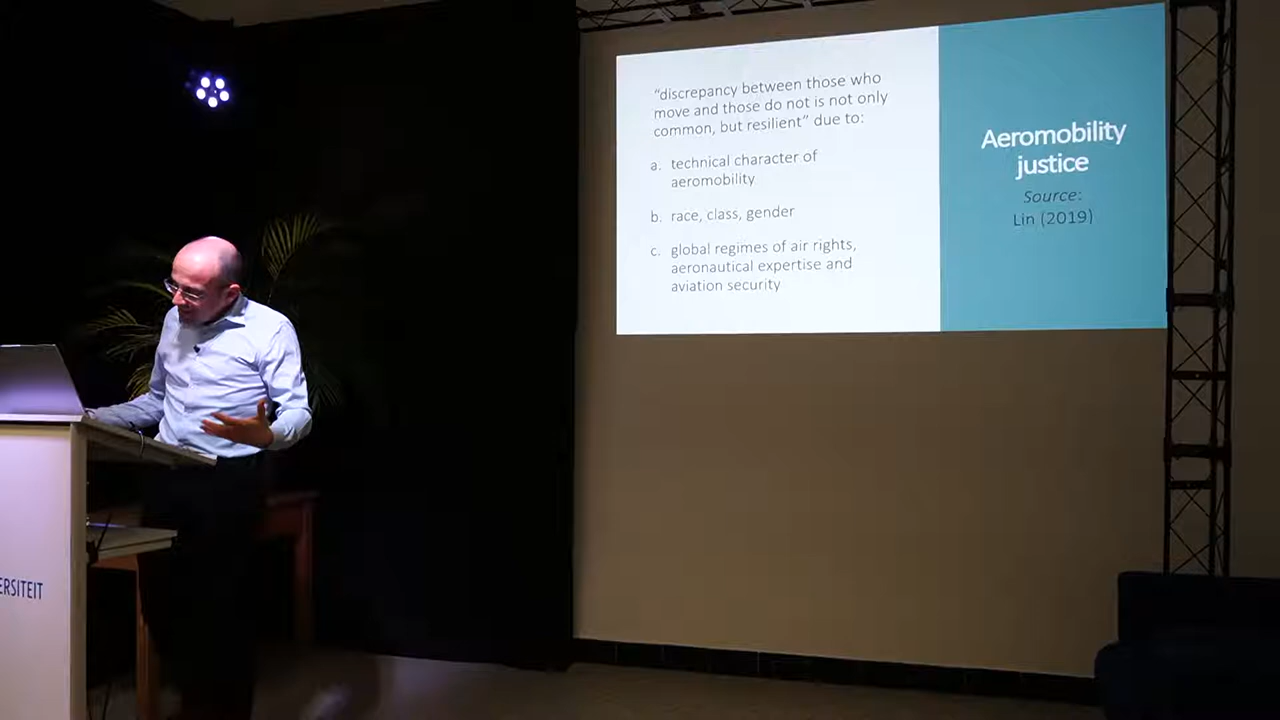 "discrepancy between those who
move and those do not is not only
common, but resilient" due to:
a. technical character of
aeromobility
b. race, class, gender
c. global regimes of air rights,
aeronautical expertise and
aviation security
Aeromobility
justice
Source:
Lin (2019)
ERSITEIT